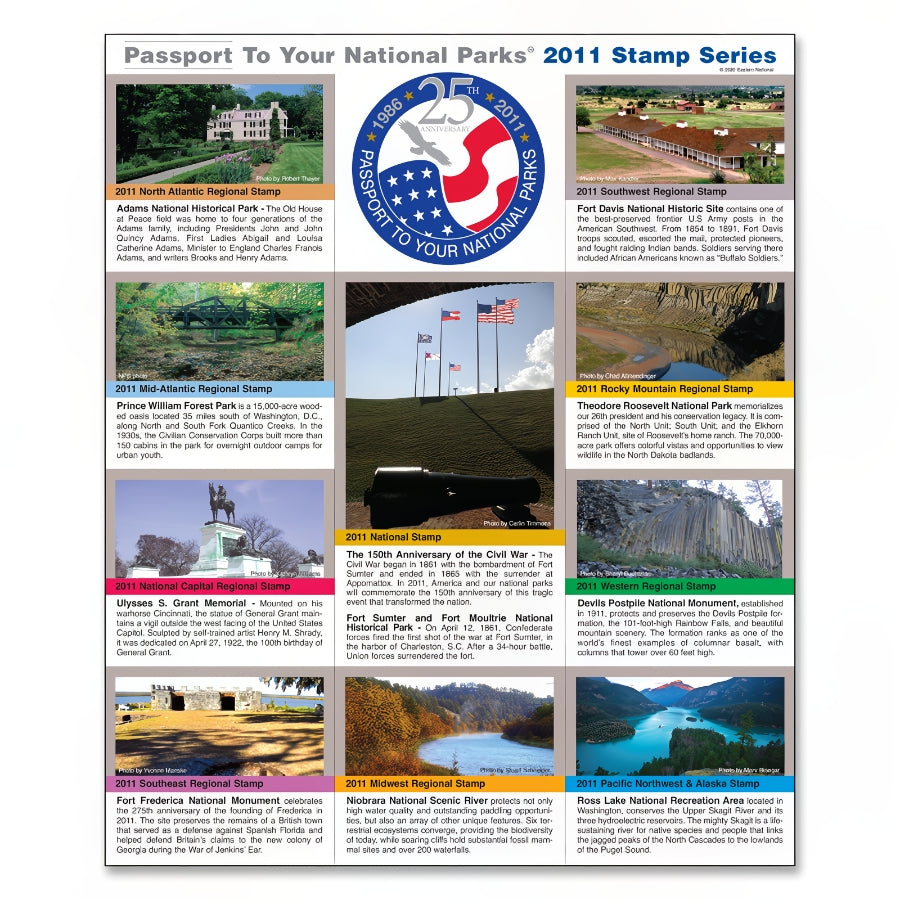 Passport To Your National Parks® 2011 Stamp Series
© 2020 Eastern National
Photo by Robert Thayer
2011 North Atlantic Regional Stamp
Adams National Historical Park - The Old House
at Peace field was home to four generations of the
Adams family, including Presidents John and John
Quincy Adams, First Ladies Abigail and Louisa
Catherine Adams, Minister to England Charles Francis
Adams, and writers Brooks and Henry Adams.
1986 25TH 2011
ANNIVERSARY
PASSPORT TO YOUR NATIONAL PARKS
Photo by Max Kandler
2011 Southwest Regional Stamp
Fort Davis National Historic Site contains one of
the best-preserved frontier U.S Army posts in the
American Southwest. From 1854 to 1891, Fort Davis
troops scouted, escorted the mail, protected pioneers,
and fought raiding Indian bands. Soldiers serving there
included African Americans known as “Buffalo Soldiers.”
NPS photo
2011 Mid-Atlantic Regional Stamp
Prince William Forest Park is a 15,000-acre wood-
ed oasis located 35 miles south of Washington, D.C.,
along North and South Fork Quantico Creeks. In the
1930s, the Civilian Conservation Corps built more than
150 cabins in the park for overnight outdoor camps for
urban youth.
Photo by Cerlin Timmons
2011 National Stamp
The 150th Anniversary of the Civil War - The
Civil War began in 1861 with the bombardment of Fort
Sumter and ended in 1865 with the surrender at
Appomattox. In 2011, America and our national parks
will commemorate the 150th anniversary of this tragic
event that transformed the nation.
Fort Sumter and Fort Moultrie National
Historical Park - On April 12, 1861, Confederate
forces fired the first shot of the war at Fort Sumter, in
the harbor of Charleston, S.C. After a 34-hour battle,
Union forces surrendered the fort.
Photo by Chad
2011 Rocky Mountain Regional Stamp
Theodore Roosevelt National Park memorializes
our 26th president and his conservation legacy. It is com-
prised of the North Unit; South Unit; and the Elkhorn
Ranch Unit, site of Roosevelt's home ranch. The 70,000-
acre park offers colorful vistas and opportunities to view
wildlife in the North Dakota badlands.
Photo by Williams
2011 National Capital Regional Stamp
Ulysses S. Grant Memorial - Mounted on his
warhorse Cincinnati, the statue of General Grant main-
tains a vigil outside the west facing of the United States
Capitol. Sculpted by self-trained artist Henry M. Shrady,
it was dedicated on April 27, 1922, the 100th birthday of
General Grant.
Photo by
2011 Western Regional Stamp
Devils Postpile National Monument, established
in 1911, protects and preserves the Devils Postpile for-
mation, the 101-foot-high Rainbow Falls, and beautiful
mountain scenery. The formation ranks as one of the
world's finest examples of columnar basalt, with
columns that tower over 60 feet high.
Photo by Yvonne
2011 Southeast Regional Stamp
Fort Frederica National Monument celebrates
the 275th anniversary of the founding of Frederica in
2011. The site preserves the remains of a British town
that served as a defense against Spanish Florida and
helped defend Britain's claims to the new colony of
Georgia during the War of Jenkins' Ear.
Photo by Stuart Schneider
2011 Midwest Regional Stamp
Niobrara National Scenic River protects not only
high water quality and outstanding paddling opportuni-
ties, but also an array of other unique features. Six ter-
restrial ecosystems converge, providing the biodiversity
of today, while soaring cliffs hold substantial fossil mam-
mal sites and over 200 waterfalls.
Photo by Marv
2011 Pacific Northwest & Alaska Stamp
Ross Lake National Recreation Area located in
Washington, conserves the Upper Skagit River and its
three hydroelectric reservoirs. The mighty Skagit is a life-
sustaining river for native species and people that links
the jagged peaks of the North Cascades to the lowlands
of the Puget Sound.